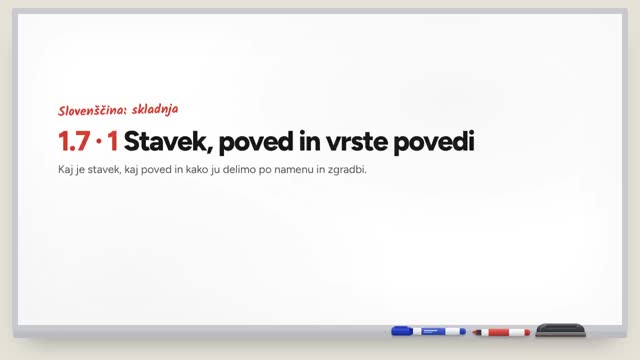 Slovenščina: skladnja
1.7 · 1 Stavek, poved in vrste povedi
Kaj je stavek, kaj poved in kako ju delimo po namenu in zgradbi.